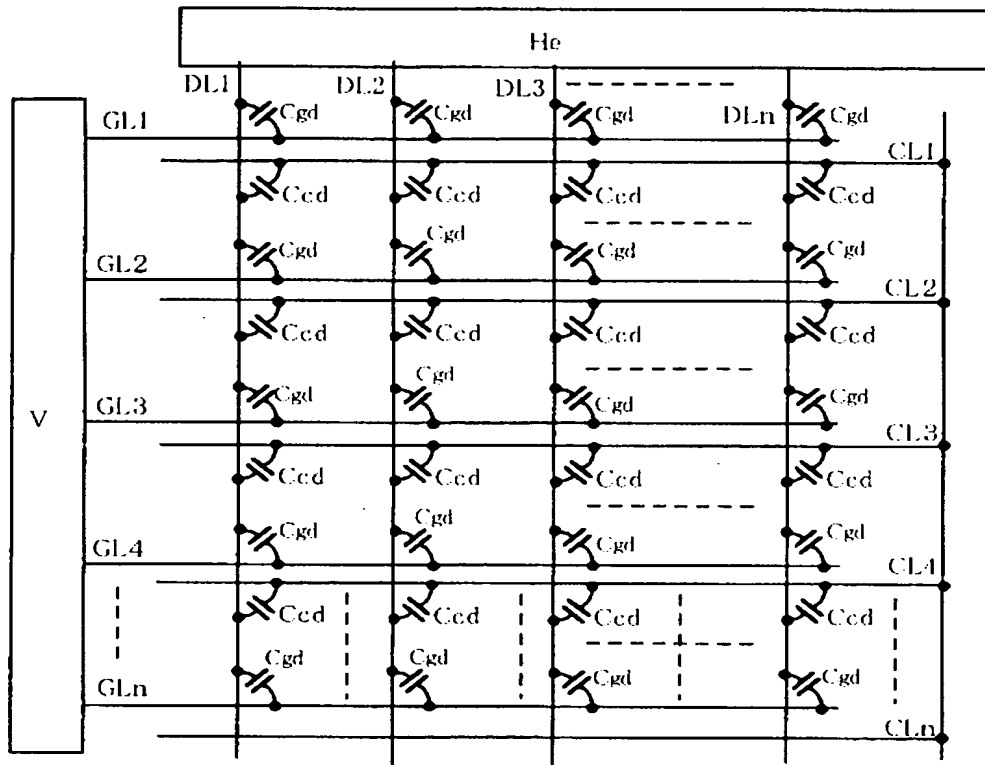 He
DL1 DL2 DL3 DLn
GL1 Cgd Cgd Cgd Cgd
CL1
Ccd Ccd Ccd Ccd
GL2 Cgd Cgd Cgd Cgd
CL2
Ccd Ccd Ccd Ccd
V GL3 Cgd Cgd Cgd Cgd
CL3
Ccd Ccd Ccd Ccd
GL4 Cgd Cgd Cgd Cgd
CL4
Ccd Ccd Ccd Ccd
GLn Cgd Cgd Cgd Cgd
CLn